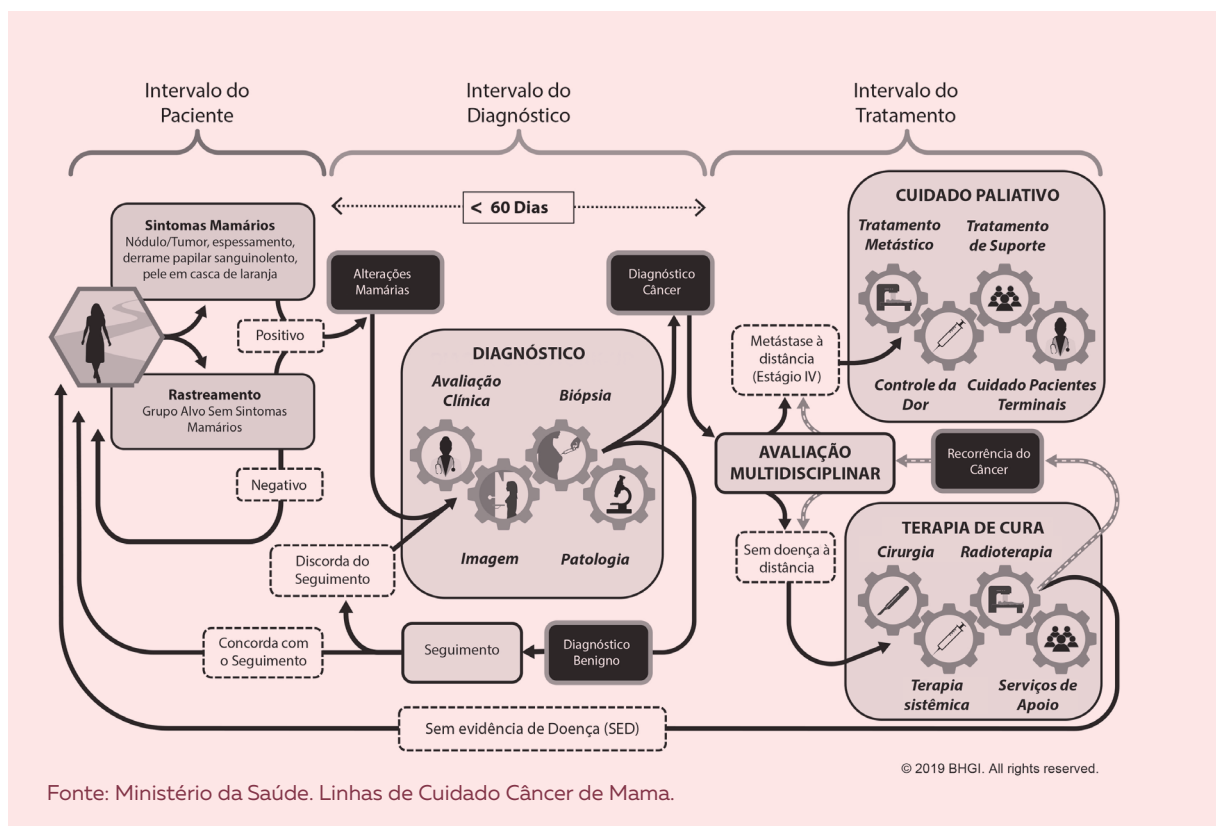 Intervalo do
Paciente
Intervalo do
Diagnóstico
Intervalo do
Tratamento
< 60 Dias
Sintomas Mamários
Nódulo/Tumor, espessamento,
derrame papilar sanguinolento,
pele em casca de laranja
Positivo
Rastreamento
Grupo Alvo Sem Sintomas
Mamários
Negativo
Alterações
Mamárias
DIAGNÓSTICO
Avaliação
Clínica
Biópsia
Imagem
Patologia
Diagnóstico
Câncer
Discorda do
Seguimento
Concorda com
o Seguimento
Seguimento
Diagnóstico
Benigno
Sem evidência de Doença (SED)
CUIDADO PALIATIVO
Tratamento
Metástico
Tratamento
de Suporte
Controle da
Dor
Cuidado Pacientes
Terminais
Metástase à
distância
(Estágio IV)
AVALIAÇÃO
MULTIDISCIPLINAR
Recorrência do
Câncer
Sem doença à
distância
TERAPIA DE CURA
Cirurgia
Radioterapia
Terapia
sistêmica
Serviços de
Apoio
© 2019 BHGI. All rights reserved.
Fonte: Ministério da Saúde. Linhas de Cuidado Câncer de Mama.